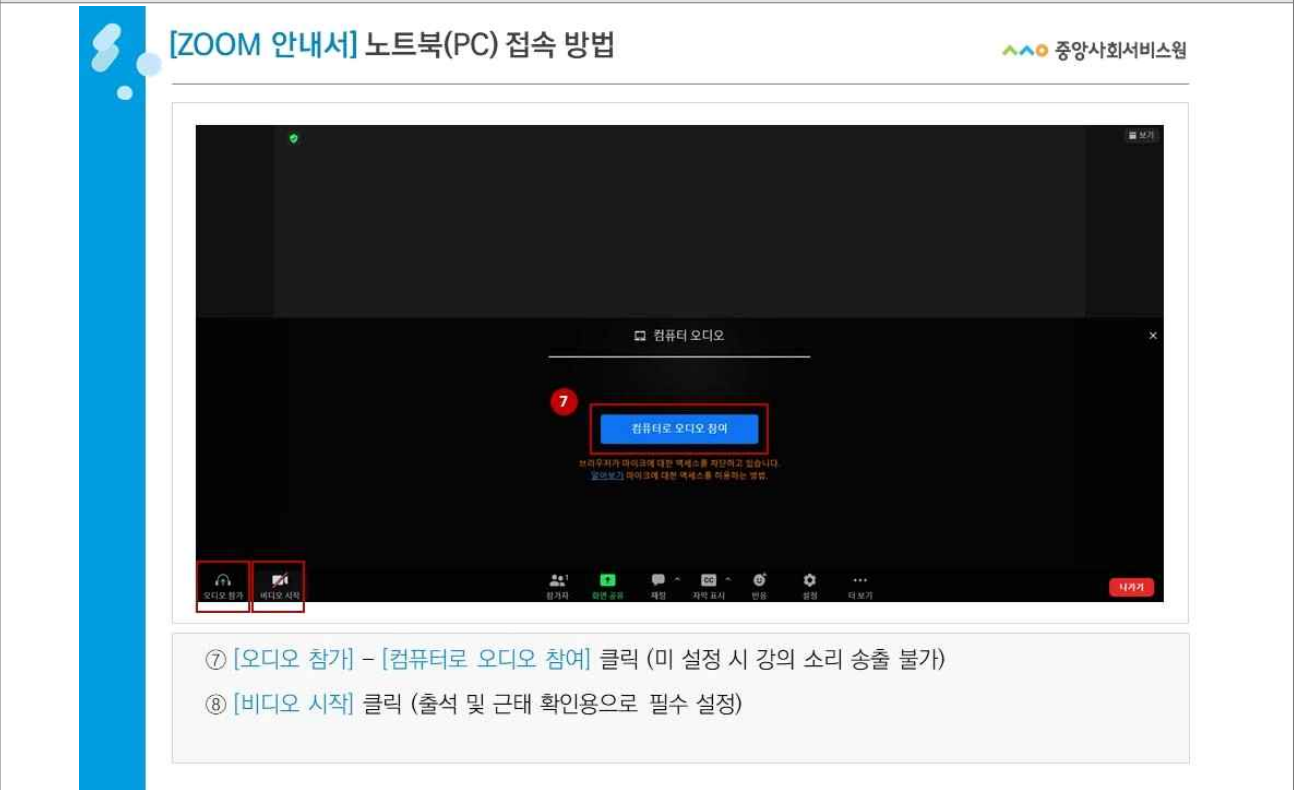 [ZOOM 안내서] 노트북(PC) 접속 방법
중앙사회서비스원
보기
컴퓨터 오디오
7
컴퓨터로 오디오 참여
브라우저가 마이크에 대한 액세스를 차단하고 있습니다.
알아보기 마이크에 대한 액세스를 허용하는 방법.
오디오 참가 비디오 시작 참가자 1 화면 공유 채팅 CC 자막 표시 반응 설정 더 보기 나가기
⑦ [오디오 참가] – [컴퓨터로 오디오 참여] 클릭 (미 설정 시 강의 소리 송출 불가)
⑧ [비디오 시작] 클릭 (출석 및 근태 확인용으로 필수 설정)